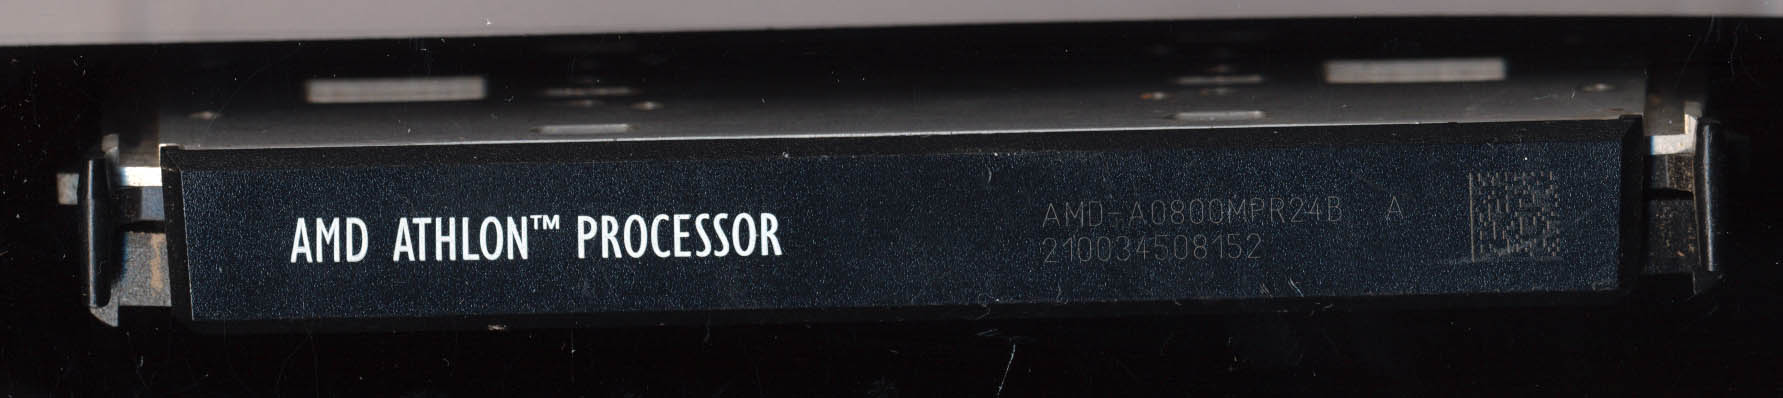 AMD ATHLON™ PROCESSOR
AMD-A0800MPR24B A
210034508152